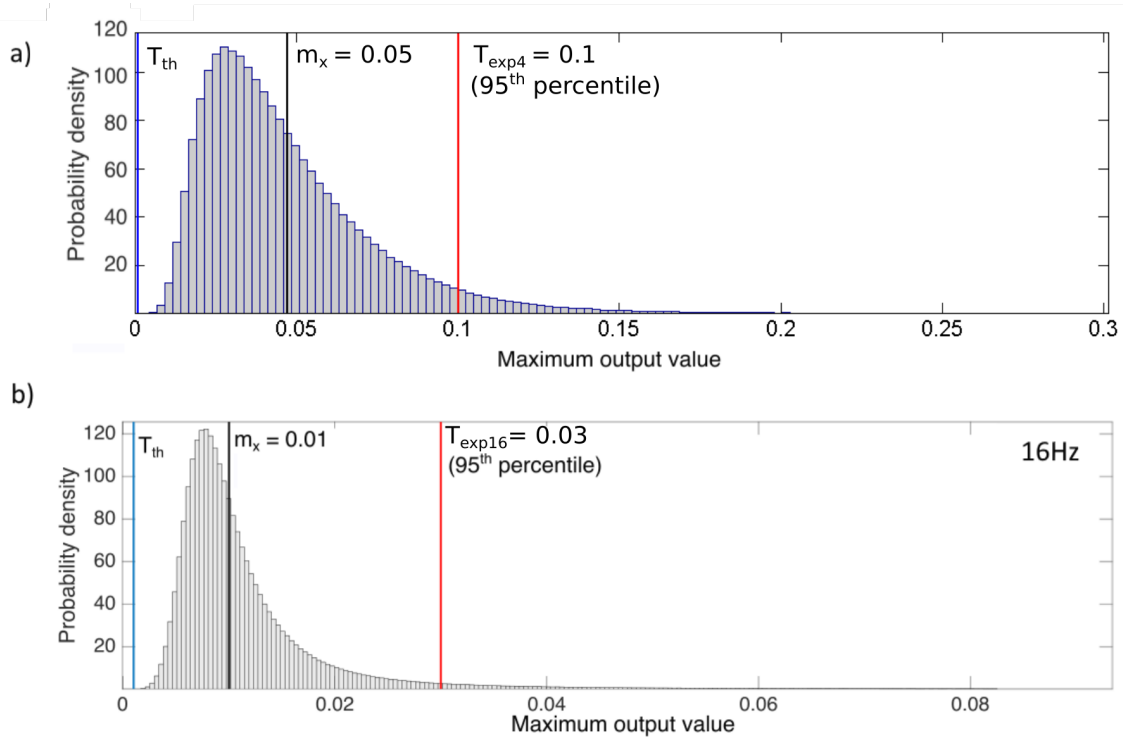 a)
T_th
m_x = 0.05
T_exp4 = 0.1
(95^th percentile)
Probability density
120
100
80
60
40
20
0
0.05
0.1
0.15
0.2
0.25
0.3
Maximum output value
b)
T_th
m_x = 0.01
T_exp16 = 0.03
(95^th percentile)
16Hz
Probability density
120
100
80
60
40
20
0
0.02
0.04
0.06
0.08
Maximum output value